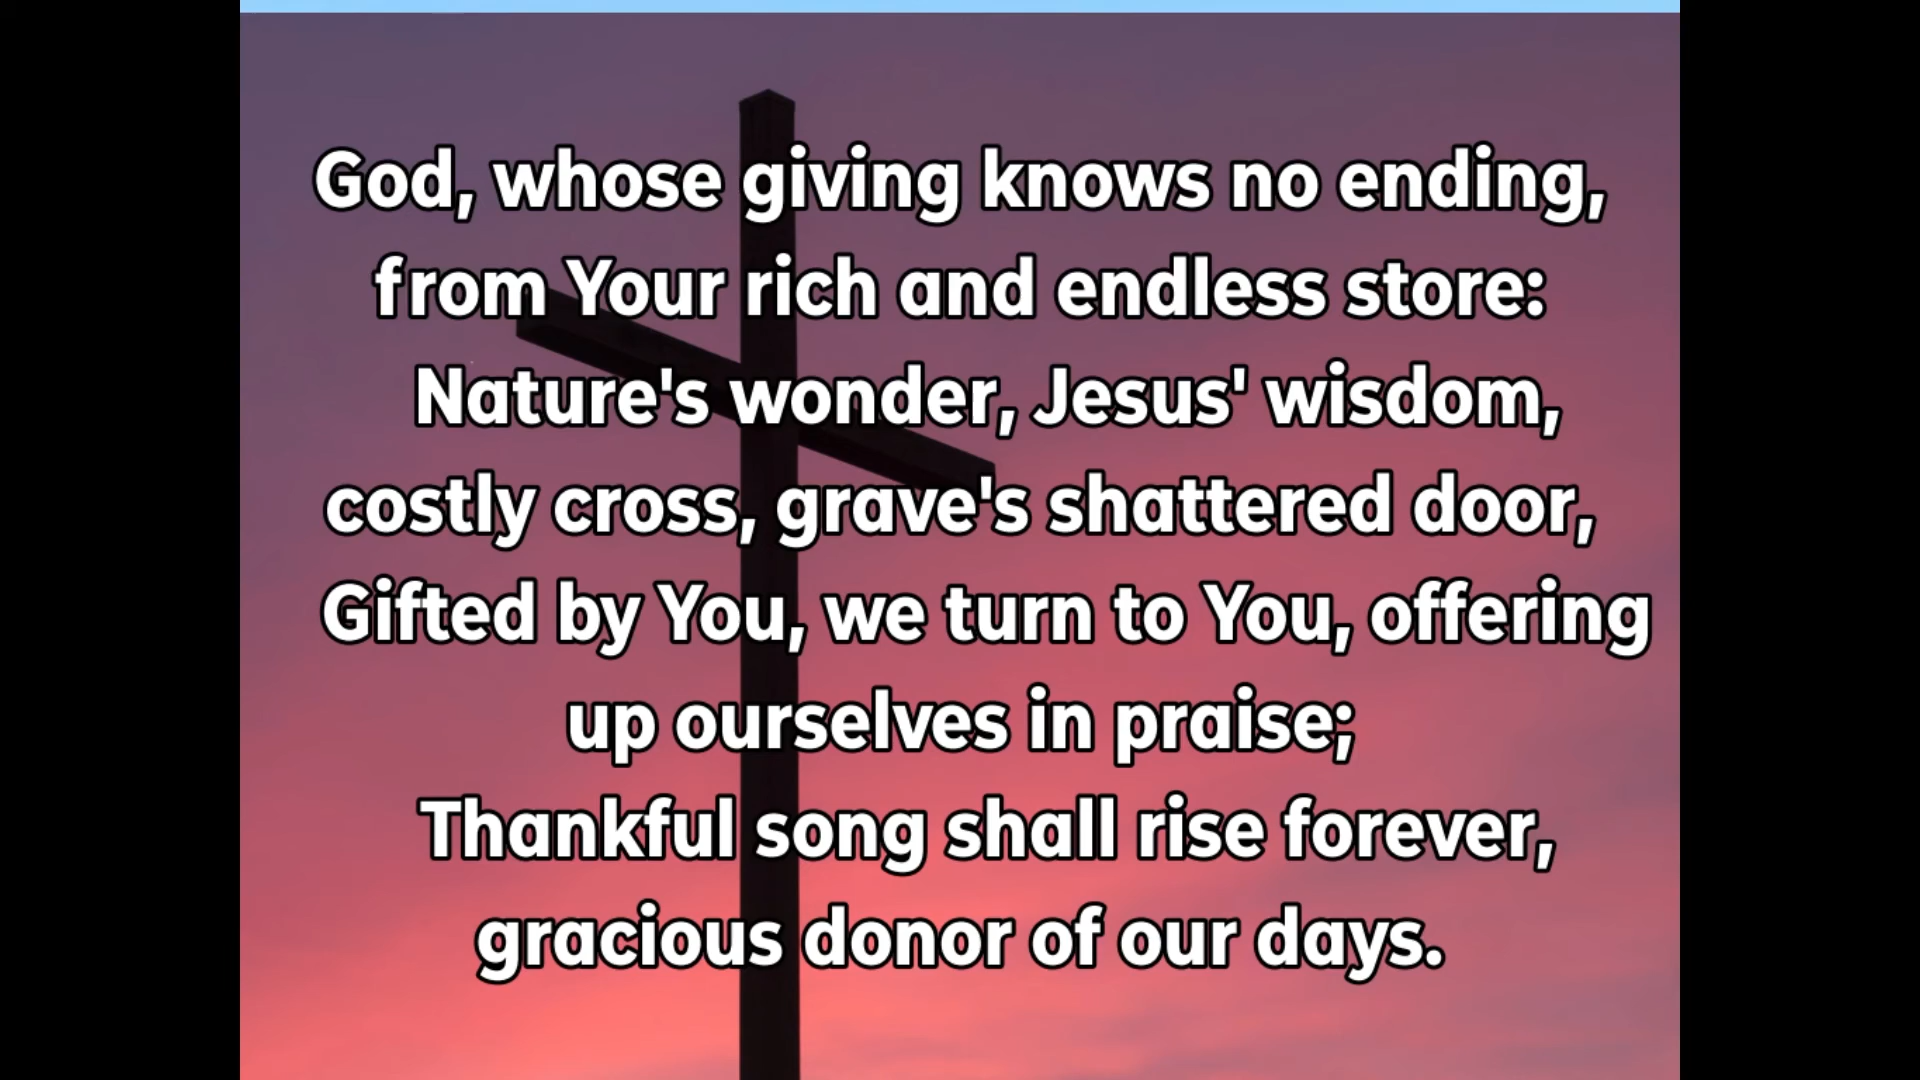 God, whose giving knows no ending,
from Your rich and endless store:
Nature's wonder, Jesus' wisdom,
costly cross, grave's shattered door,
Gifted by You, we turn to You, offering
up ourselves in praise;
Thankful song shall rise forever,
gracious donor of our days.